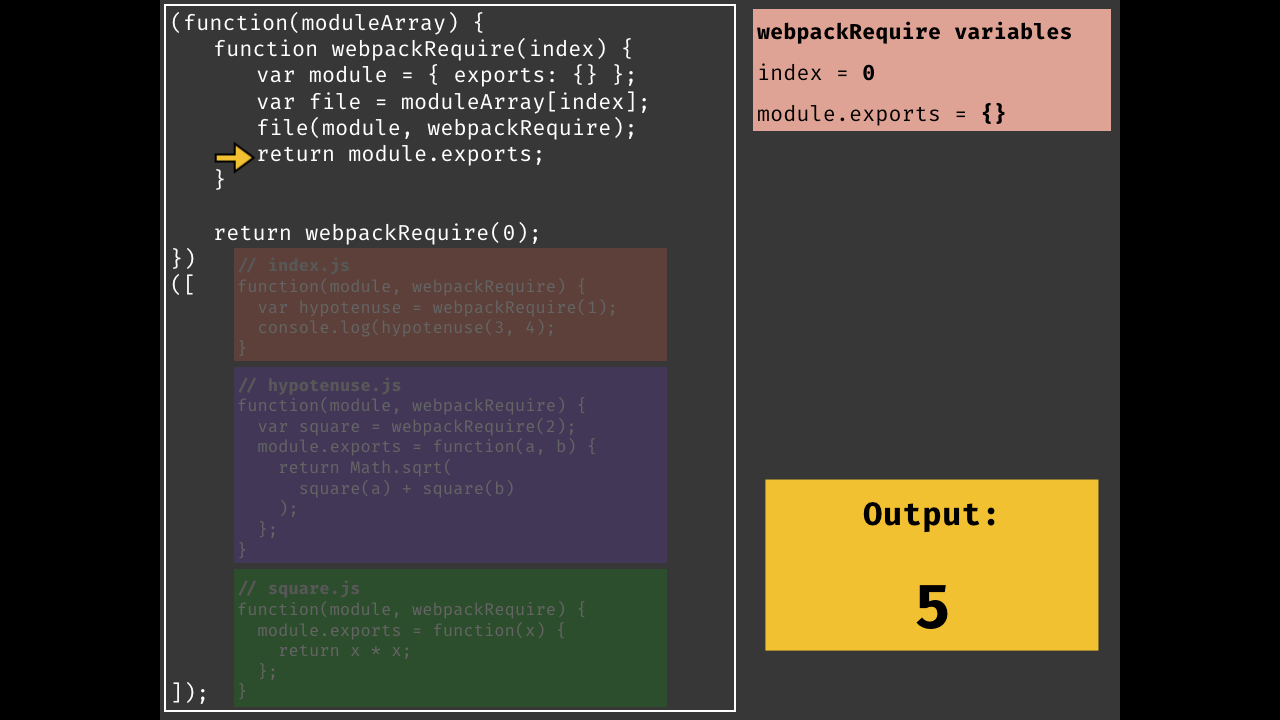 (function(moduleArray) {
function webpackRequire(index) {
var module = { exports: {} };
var file = moduleArray[index];
file(module, webpackRequire);
return module.exports;
}
return webpackRequire(0);
})
([
// index.js
function(module, webpackRequire) {
var hypotenuse = webpackRequire(1);
console.log(hypotenuse(3, 4);
}
// hypotenuse.js
function(module, webpackRequire) {
var square = webpackRequire(2);
module.exports = function(a, b) {
return Math.sqrt(
square(a) + square(b)
);
};
}
// square.js
function(module, webpackRequire) {
module.exports = function(x) {
return x * x;
};
}
]);
webpackRequire variables
index = 0
module.exports = {}
Output:
5